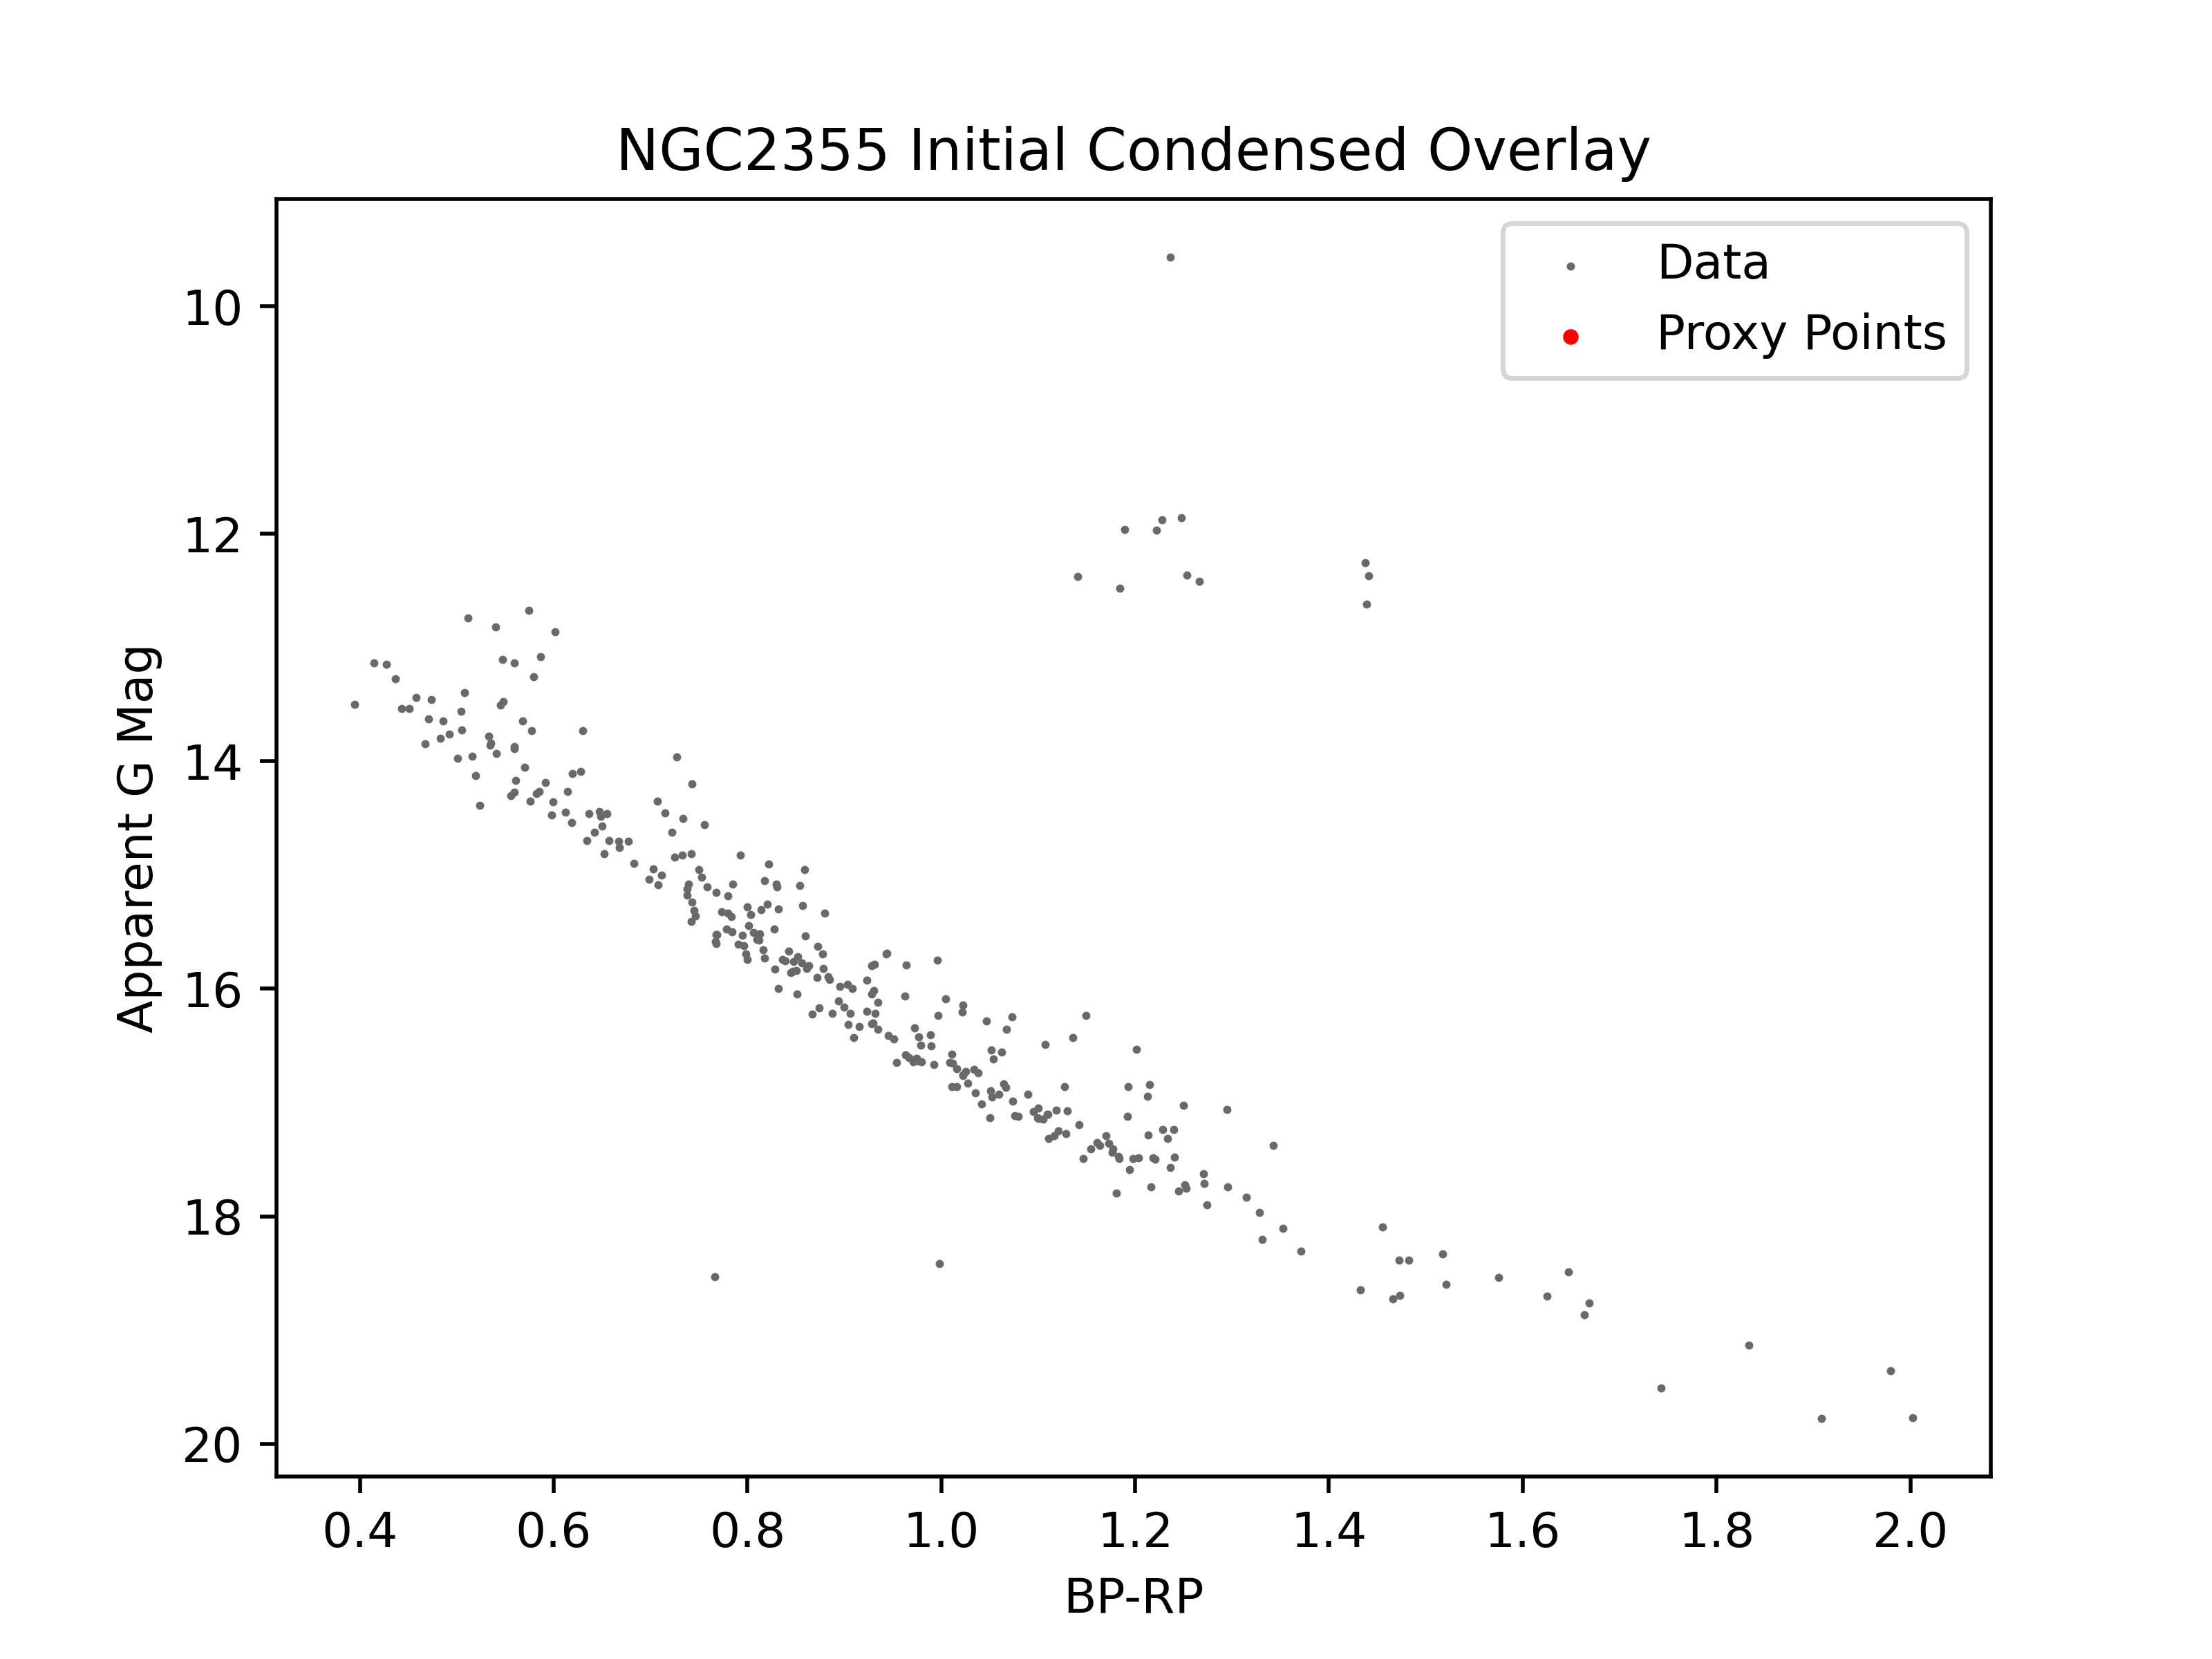 NGC2355 Initial Condensed Overlay
Data
Proxy Points
10
12
14
16
18
20
Apparent G Mag
0.4 0.6 0.8 1.0 1.2 1.4 1.6 1.8 2.0
BP-RP